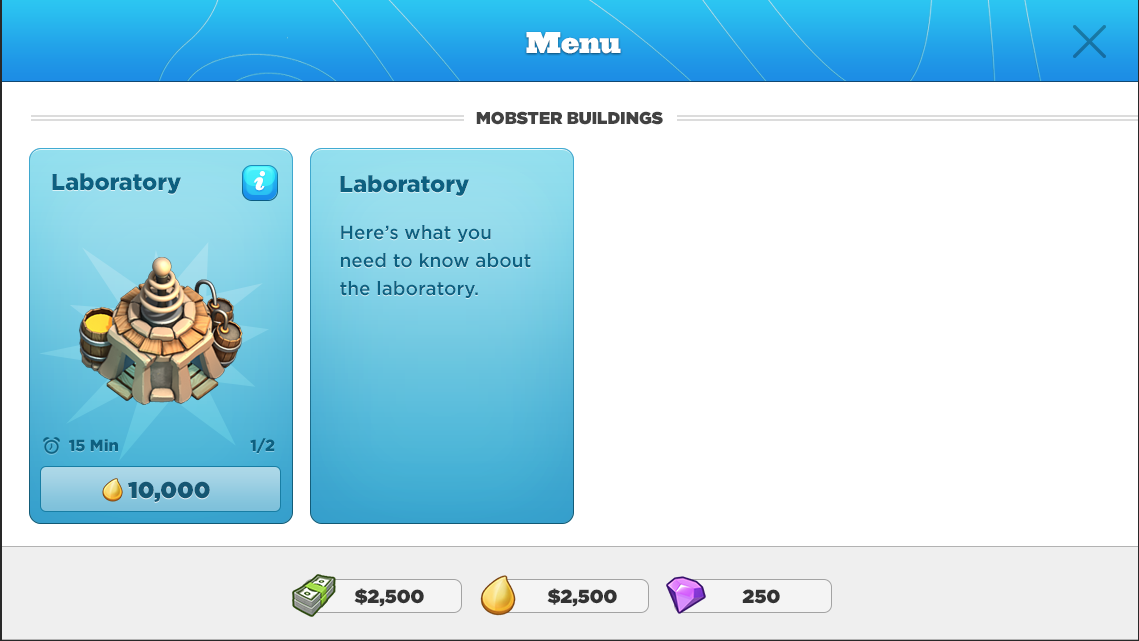 Menu
MOBSTER BUILDINGS
Laboratory
i
15 Min
1/2
10,000
Laboratory
Here’s what you
need to know about
the laboratory.
$2,500
$2,500
250